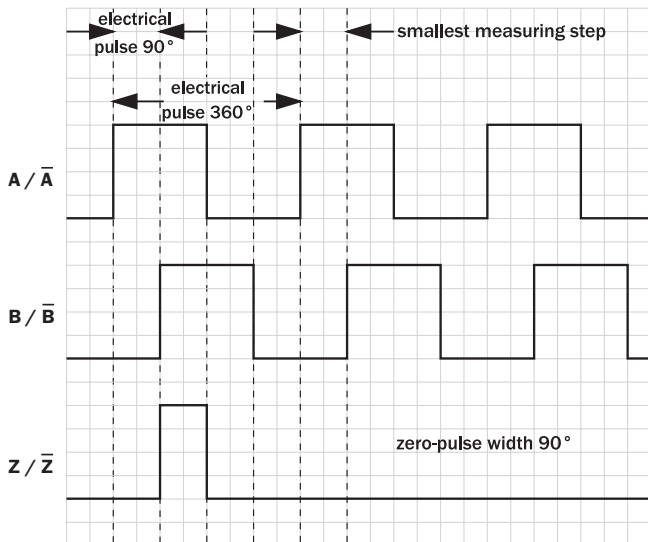 electrical
pulse 90°
smallest measuring step
electrical
pulse 360°
A / A̅
B / B̅
Z / Z̅
zero-pulse width 90°